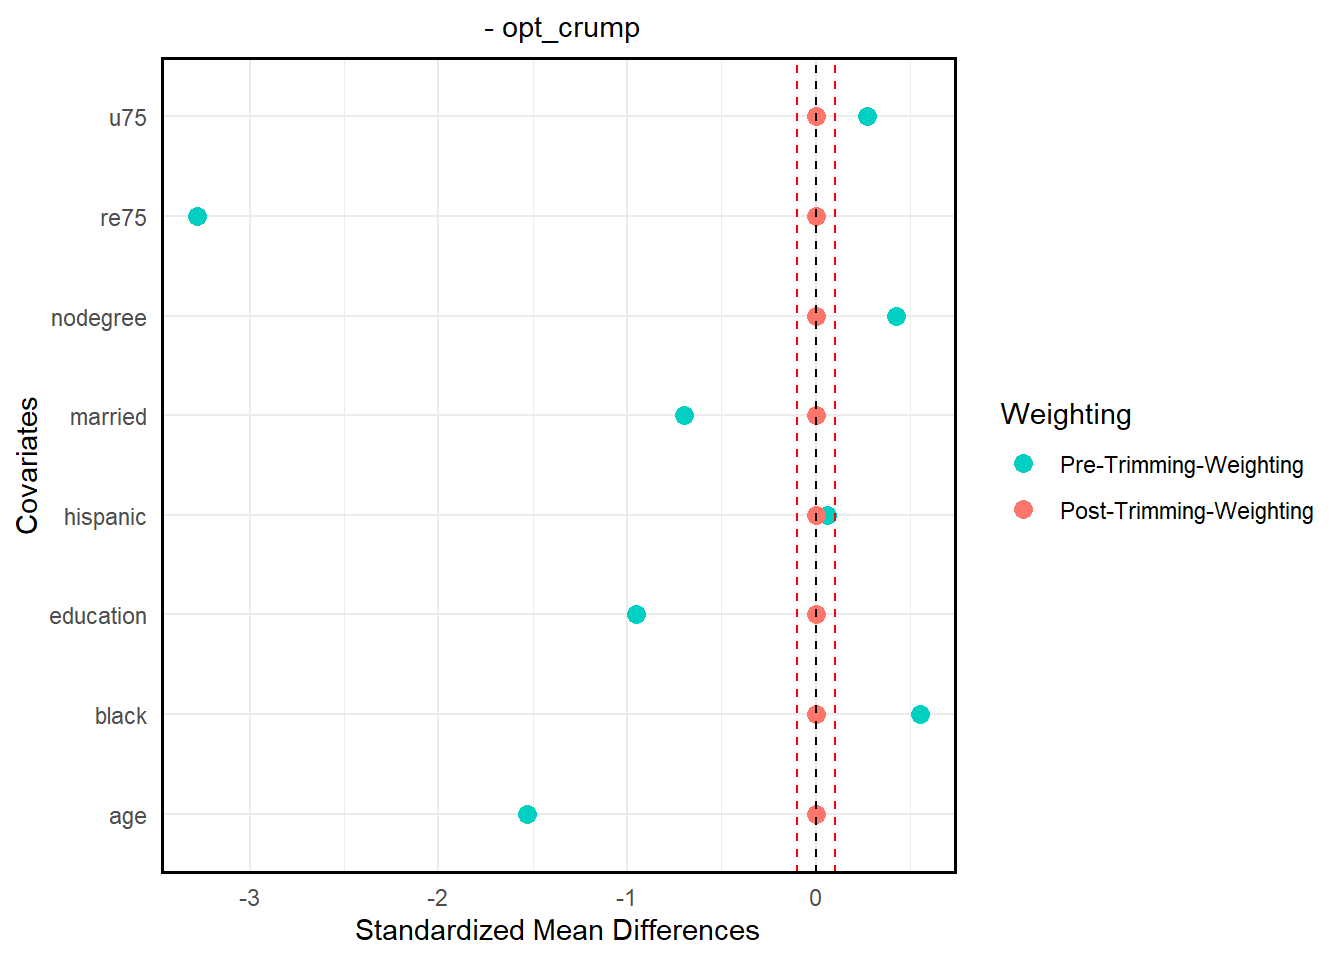 - opt_crump
u75
re75
nodegree
married
hispanic
education
black
age
Covariates
-3 -2 -1 0
Standardized Mean Differences
Weighting
Pre-Trimming-Weighting
Post-Trimming-Weighting